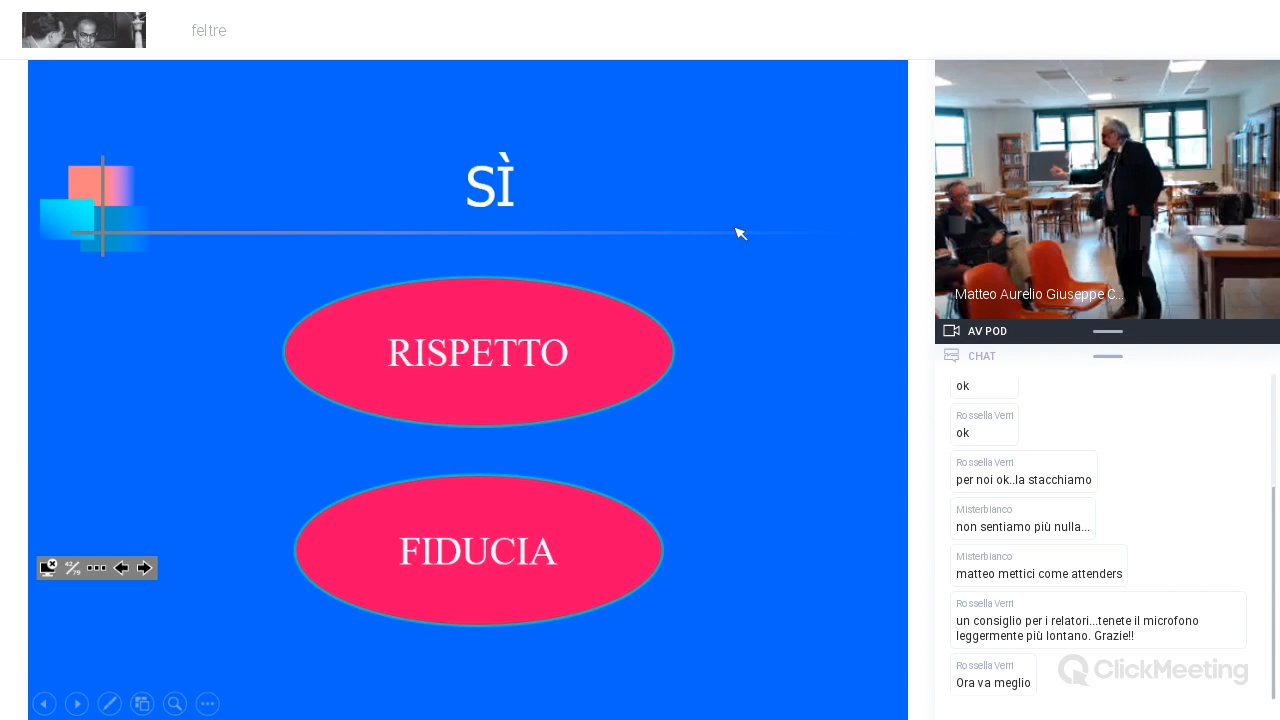 feltre
SÌ
RISPETTO
FIDUCIA
42/79
Matteo Aurelio Giuseppe C...
AV POD
CHAT
ok
Rossella Verri
ok
Rossella Verri
per noi ok..la stacchiamo
Misterbianco
non sentiamo più nulla...
Misterbianco
matteo mettici come attenders
Rossella Verri
un consiglio per i relatori...tenete il microfono
leggermente più lontano. Grazie!!
Rossella Verri
Ora va meglio
ClickMeeting